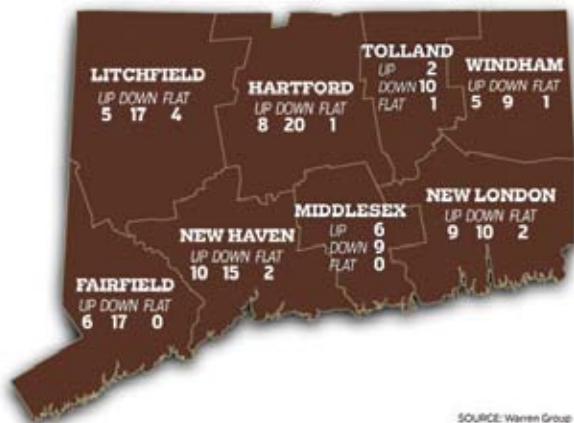 LITCHFIELD
UP DOWN FLAT
5 17 4
HARTFORD
UP DOWN FLAT
8 20 1
TOLLAND
UP 2
DOWN 10
FLAT 1
WINDHAM
UP DOWN FLAT
5 9 1
FAIRFIELD
UP DOWN FLAT
6 17 0
NEW HAVEN
UP DOWN FLAT
10 15 2
MIDDLESEX
UP 6
DOWN 9
FLAT 0
NEW LONDON
UP DOWN FLAT
9 10 2
SOURCE: Warren Group